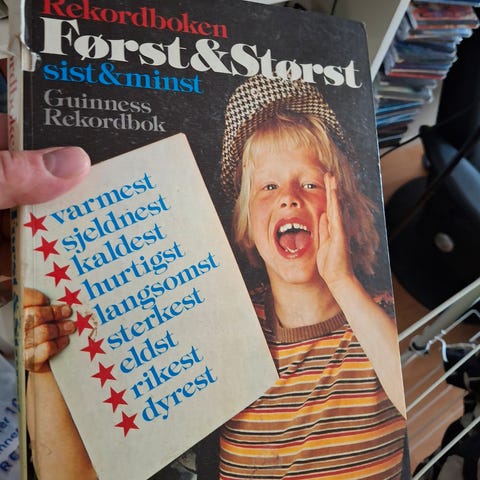 Rekordboken
Først&Størst
sist&minst
Guinness
Rekordbok
varmest
sjeldnest
kaldest
hurtigst
langsomst
sterkest
eldst
rikest
dyrest